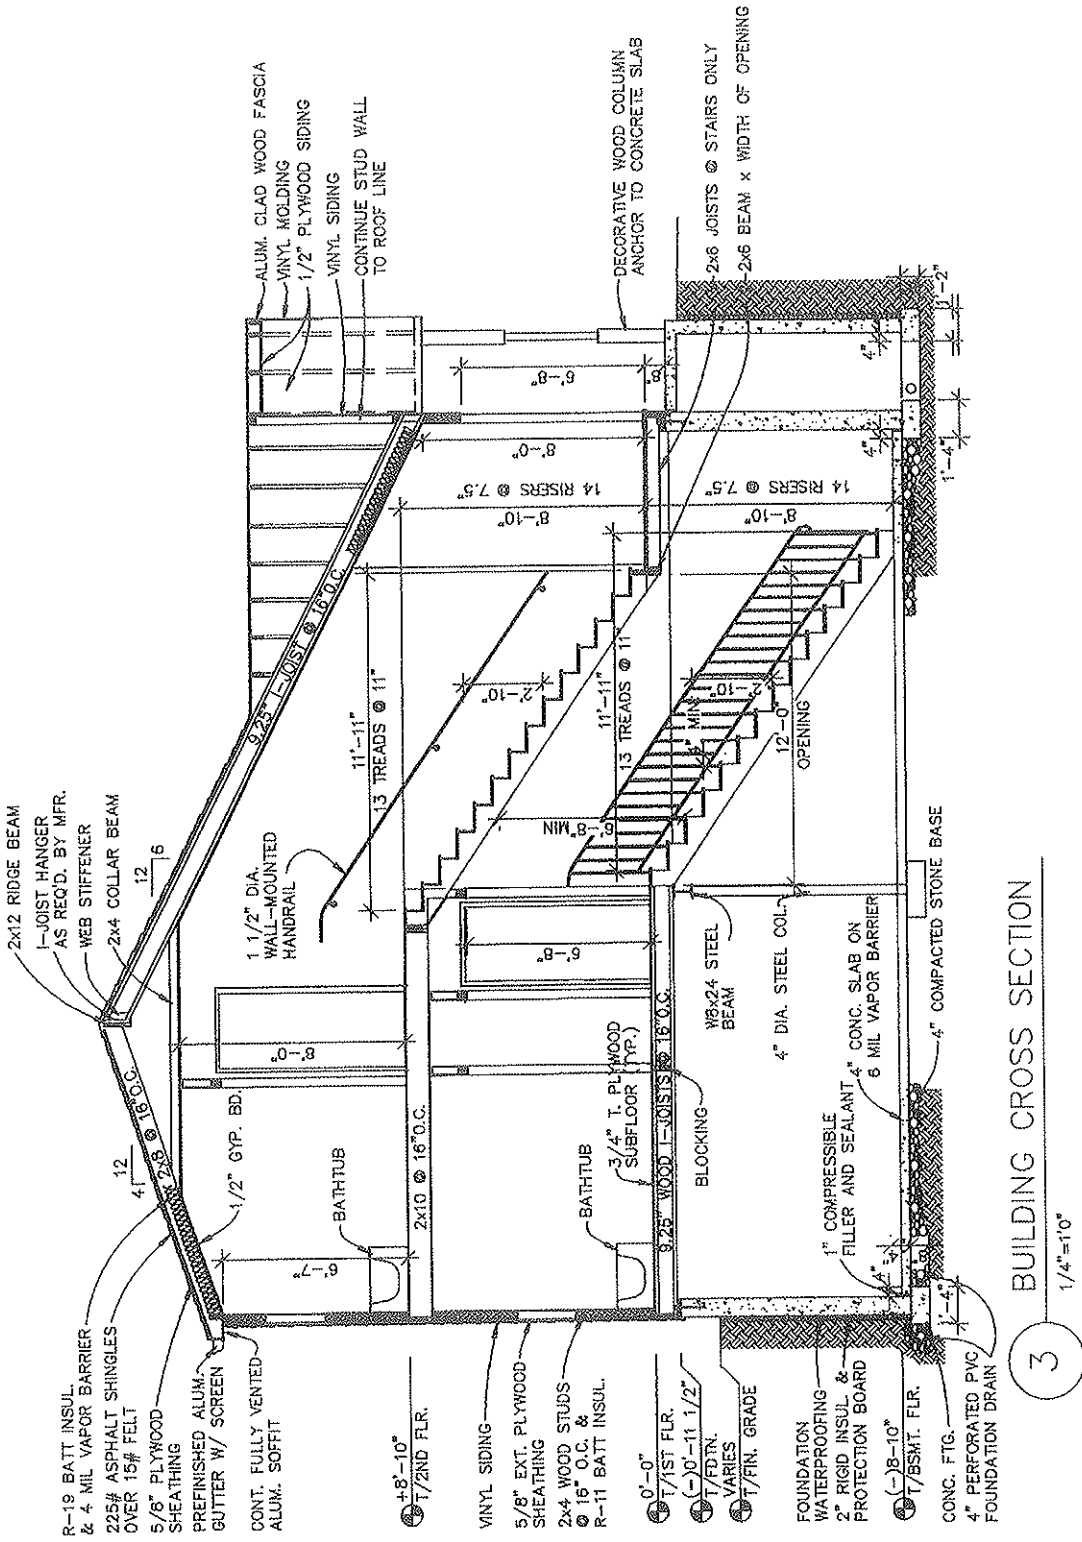 R-19 BATT INSUL.
& 4 MIL VAPOR BARRIER
225# ASPHALT SHINGLES
OVER 15# FELT
5/8" PLYWOOD
SHEATHING
PREFINISHED ALUM.
GUTTER W/ SCREEN
CONT. FULLY VENTED
ALUM. SOFFIT
+8'-10"
T/2ND FLR.
VINYL SIDING
5/8" EXT. PLYWOOD
SHEATHING
2x4 WOOD STUDS
@ 16" O.C. &
R-11 BATT INSUL.
0'-0"
T/1ST FLR.
(-)0'-11 1/2"
T/FDTN.
VARIES
T/FIN. GRADE
FOUNDATION
WATERPROOFING
2" RIGID INSUL. &
PROTECTION BOARD
(-)8-10"
T/BSMT. FLR.
CONC. FTG.
4" PERFORATED PVC
FOUNDATION DRAIN
2x12 RIDGE BEAM
I-JOIST HANGER
AS REQ'D. BY MFR.
WEB STIFFENER
2x4 COLLAR BEAM
12
4
12
6
2x8 @ 16"O.C.
9.25" I-JOIST @ 16"O.C.
1/2" GYP. BD.
6'-7"
8'-0"
BATHTUB
2x10 @ 16"O.C.
1 1/2" DIA.
WALL-MOUNTED
HANDRAIL
11'-11"
13 TREADS @ 11"
2'-10"
8'-0"
14 RISERS @ 7.5"
8'-10"
6'-8"
8"
ALUM. CLAD WOOD FASCIA
VINYL MOLDING
1/2" PLYWOOD SIDING
VINYL SIDING
CONTINUE STUD WALL
TO ROOF LINE
DECORATIVE WOOD COLUMN
ANCHOR TO CONCRETE SLAB
2x6 JOISTS @ STAIRS ONLY
2x6 BEAM x WIDTH OF OPENING
BATHTUB
3/4" T. PLYWOOD
SUBFLOOR (TYP.)
9.25" WOOD I-JOISTS @ 16"O.C.
6'-8"
6'-8"MIN
11'-11"
13 TREADS @ 11
14 RISERS @ 7.5"
8'-10"
MIN
2'-10"
12'-0"
OPENING
BLOCKING
W8x24 STEEL
BEAM
4" DIA. STEEL COL.
1" COMPRESSIBLE
FILLER AND SEALANT
4" CONC. SLAB ON
6 MIL VAPOR BARRIER
4" COMPACTED STONE BASE
4"
4"
1'-4"
4"
1'-4"
4"
1'-2"
3
BUILDING CROSS SECTION
1/4"=1'0"